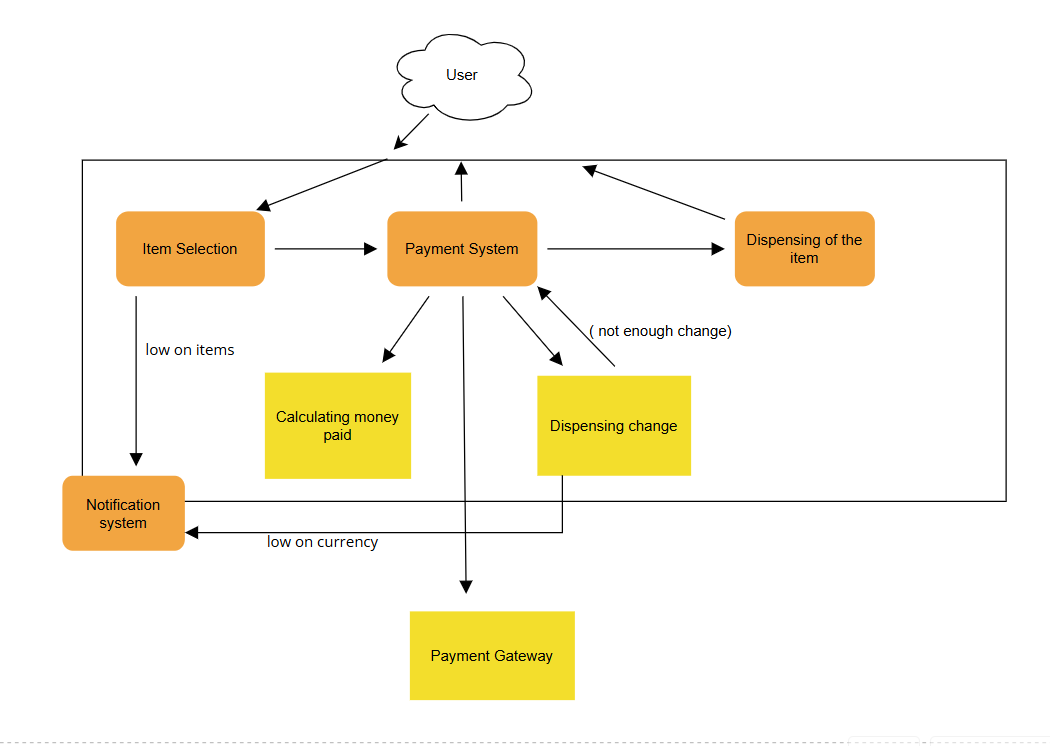 User
Item Selection
Payment System
Dispensing of the
item
( not enough change)
low on items
Calculating money
paid
Dispensing change
Notification
system
low on currency
Payment Gateway